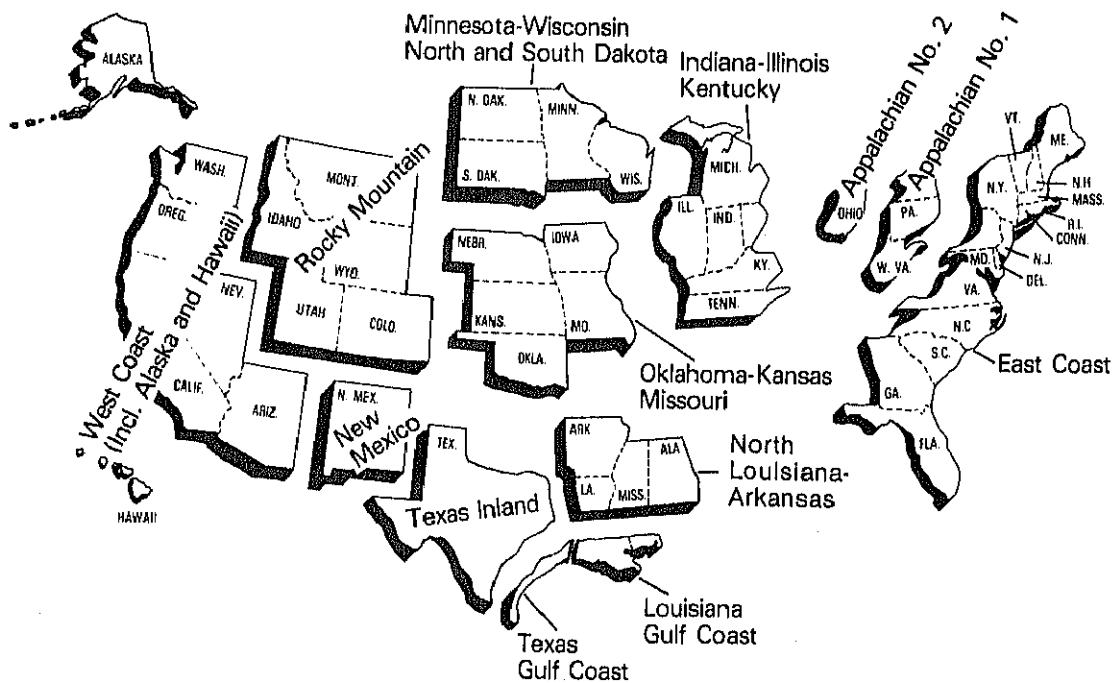 Minnesota-Wisconsin
North and South Dakota
Indiana-Illinois
Kentucky
Appalachian No. 2
Appalachian No. 1
ALASKA
WASH.
OREG.
NEV.
CALIF.
ARIZ.
West Coast
(Incl. Alaska and Hawaii)
HAWAII
MONT.
IDAHO
Rocky Mountain
WYO.
UTAH
COLO.
N. MEX.
New
Mexico
N. DAK.
MINN.
S. DAK.
WIS.
NEBR.
IOWA
KANS.
MO.
OKLA.
Oklahoma-Kansas
Missouri
MICH.
ILL.
IND.
KY.
TENN.
OHIO
PA.
W. VA.
VT.
ME.
N.Y.
N.H
MASS.
R.I.
CONN.
N.J.
MD.
DEL.
VA.
N.C
S.C.
East Coast
GA.
FLA.
TEX.
Texas Inland
ARK
ALA
LA.
MISS.
North
Louisiana-
Arkansas
Louisiana
Gulf Coast
Texas
Gulf Coast